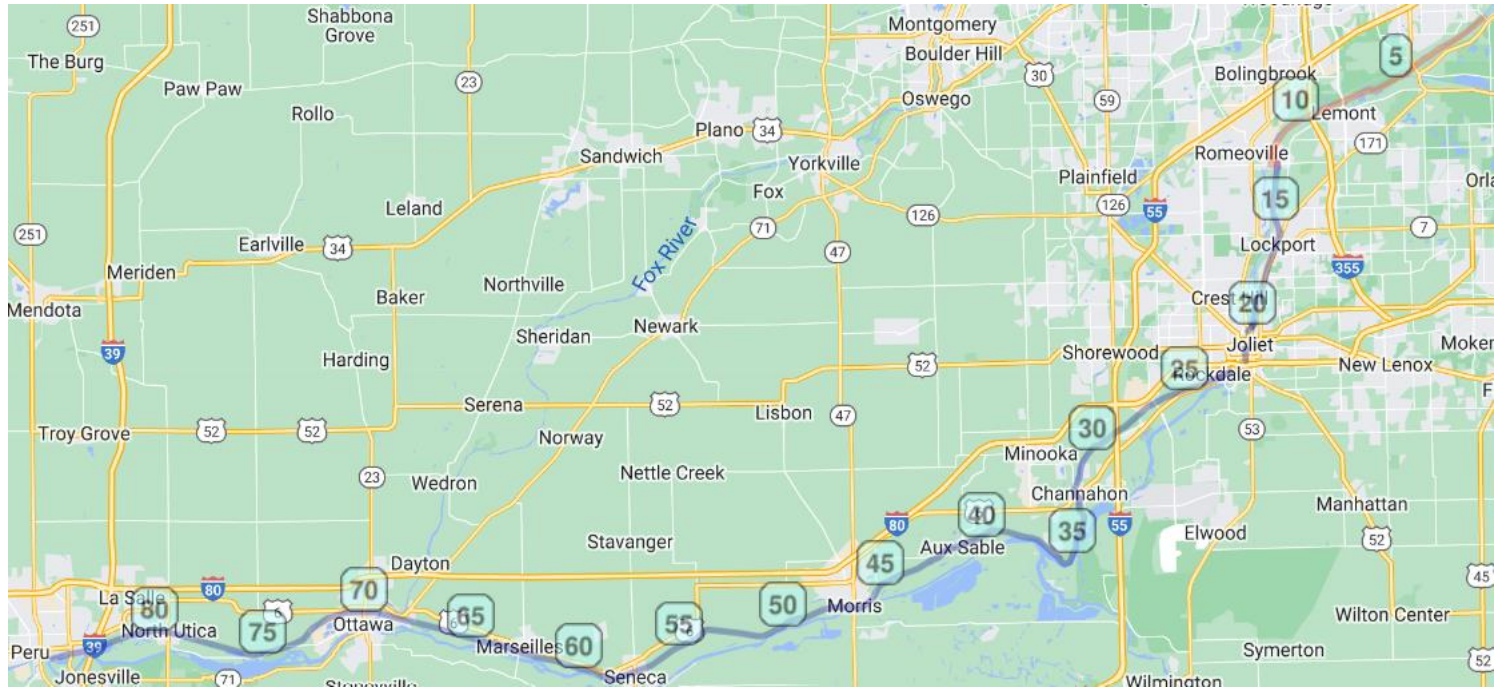 Shabbona
Grove
251
The Burg
Paw Paw
Rollo
23
Montgomery
Boulder Hill
30
59
Oswego
Bolingbrook
5
10
Lemont
171
Plano
34
Sandwich
Yorkville
Fox
126
71
Plainfield
126
55
Romeoville
15
Leland
34
Earlville
251
Meriden
Mendota
Baker
Northville
Fox River
47
Lockport
7
355
Crest Hill
20
Sheridan
Newark
39
Harding
52
Shorewood
25
Rockdale
Joliet
New Lenox
Serena
52
Lisbon
47
Troy Grove
52
52
Norway
30
53
Minooka
23
Wedron
Nettle Creek
Channahon
Manhattan
80
40
35
55
Elwood
52
Stavanger
Aux Sable
Dayton
45
45
La Salle
80
80
6
70
65
6
55
6
50
Morris
Wilton Center
North Utica
75
Ottawa
Marseilles
60
Peru
39
Jonesville
71
Seneca
Symerton
52
Wilmington